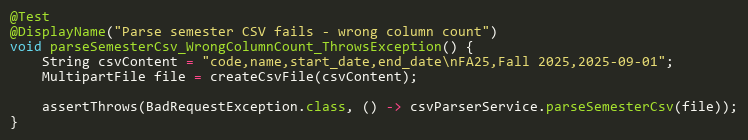 @Test
@DisplayName("Parse semester CSV fails - wrong column count")
void parseSemesterCsv_WrongColumnCount_ThrowsException() {
    String csvContent = "code,name,start_date,end_date\nFA25,Fall 2025,2025-09-01";
    MultipartFile file = createCsvFile(csvContent);

    assertThrows(BadRequestException.class, () -> csvParserService.parseSemesterCsv(file));
}